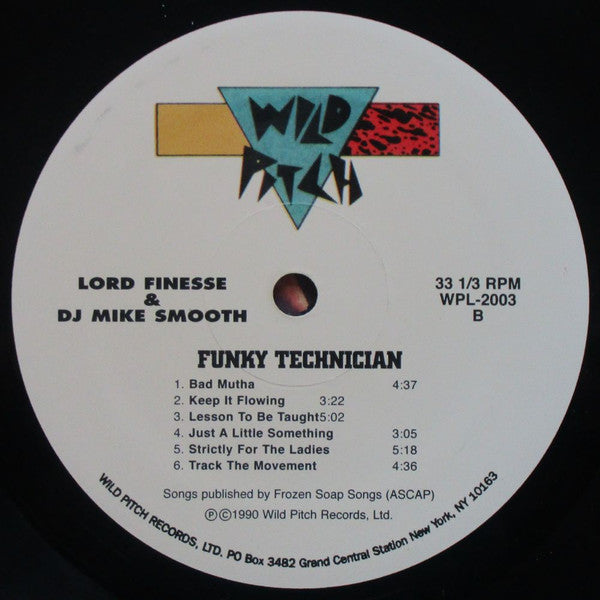 WILD
PITCH
LORD FINESSE
&
DJ MIKE SMOOTH
33 1/3 RPM
WPL-2003
B
FUNKY TECHNICIAN
1. Bad Mutha 4:37
2. Keep It Flowing 3:22
3. Lesson To Be Taught5:02
4. Just A Little Something 3:05
5. Strictly For The Ladies 5:18
6. Track The Movement 4:36
Songs published by Frozen Soap Songs (ASCAP)
℗©1990 Wild Pitch Records, Ltd.
WILD PITCH RECORDS, LTD. PO Box 3482 Grand Central Station New York, NY 10163